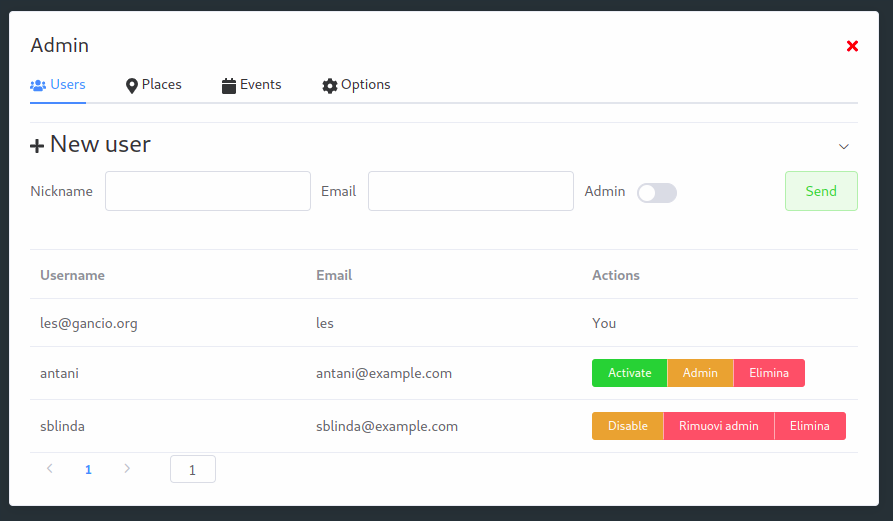 Admin
Users Places Events Options
New user
Nickname Email Admin Send
Username Email Actions
les@gancio.org les You
antani antani@example.com Activate Admin Elimina
sblinda sblinda@example.com Disable Rimuovi admin Elimina
1 1